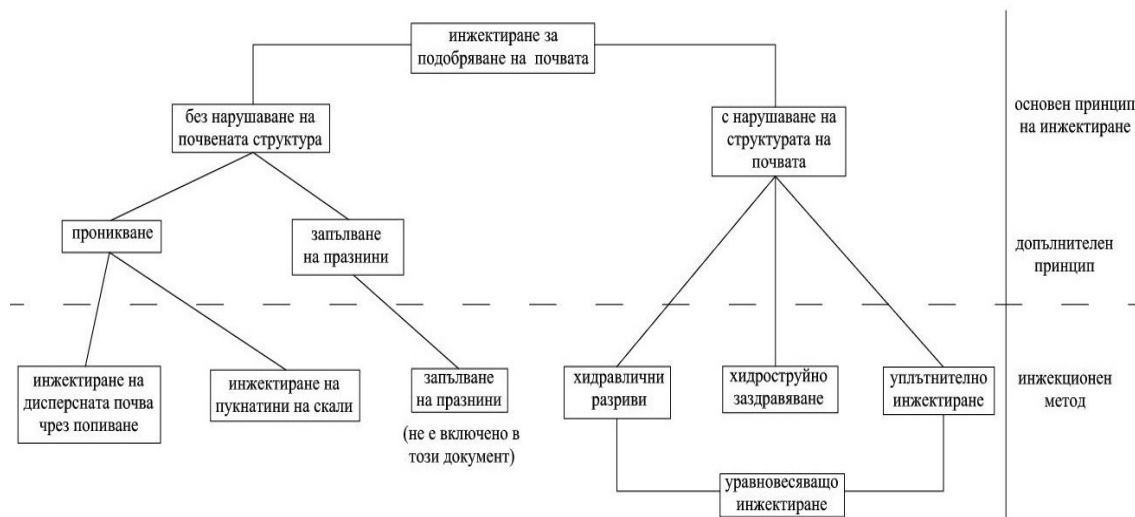 инжектиране за
подобряване на почвата
без нарушаване на
почвената структура
с нарушаване на
структурата на
почвата
основен принцип
на инжектиране
проникване
запълване
на празнини
допълнителен
принцип
инжектиране на
дисперсната почва
чрез попиване
инжектиране на
пукнатини на скали
запълване
на празнини
(не е включено в
този документ)
хидравлични
разриви
хидроструйно
заздравяване
уплътнително
инжектиране
инжекционен
метод
уравновесяващо
инжектиране